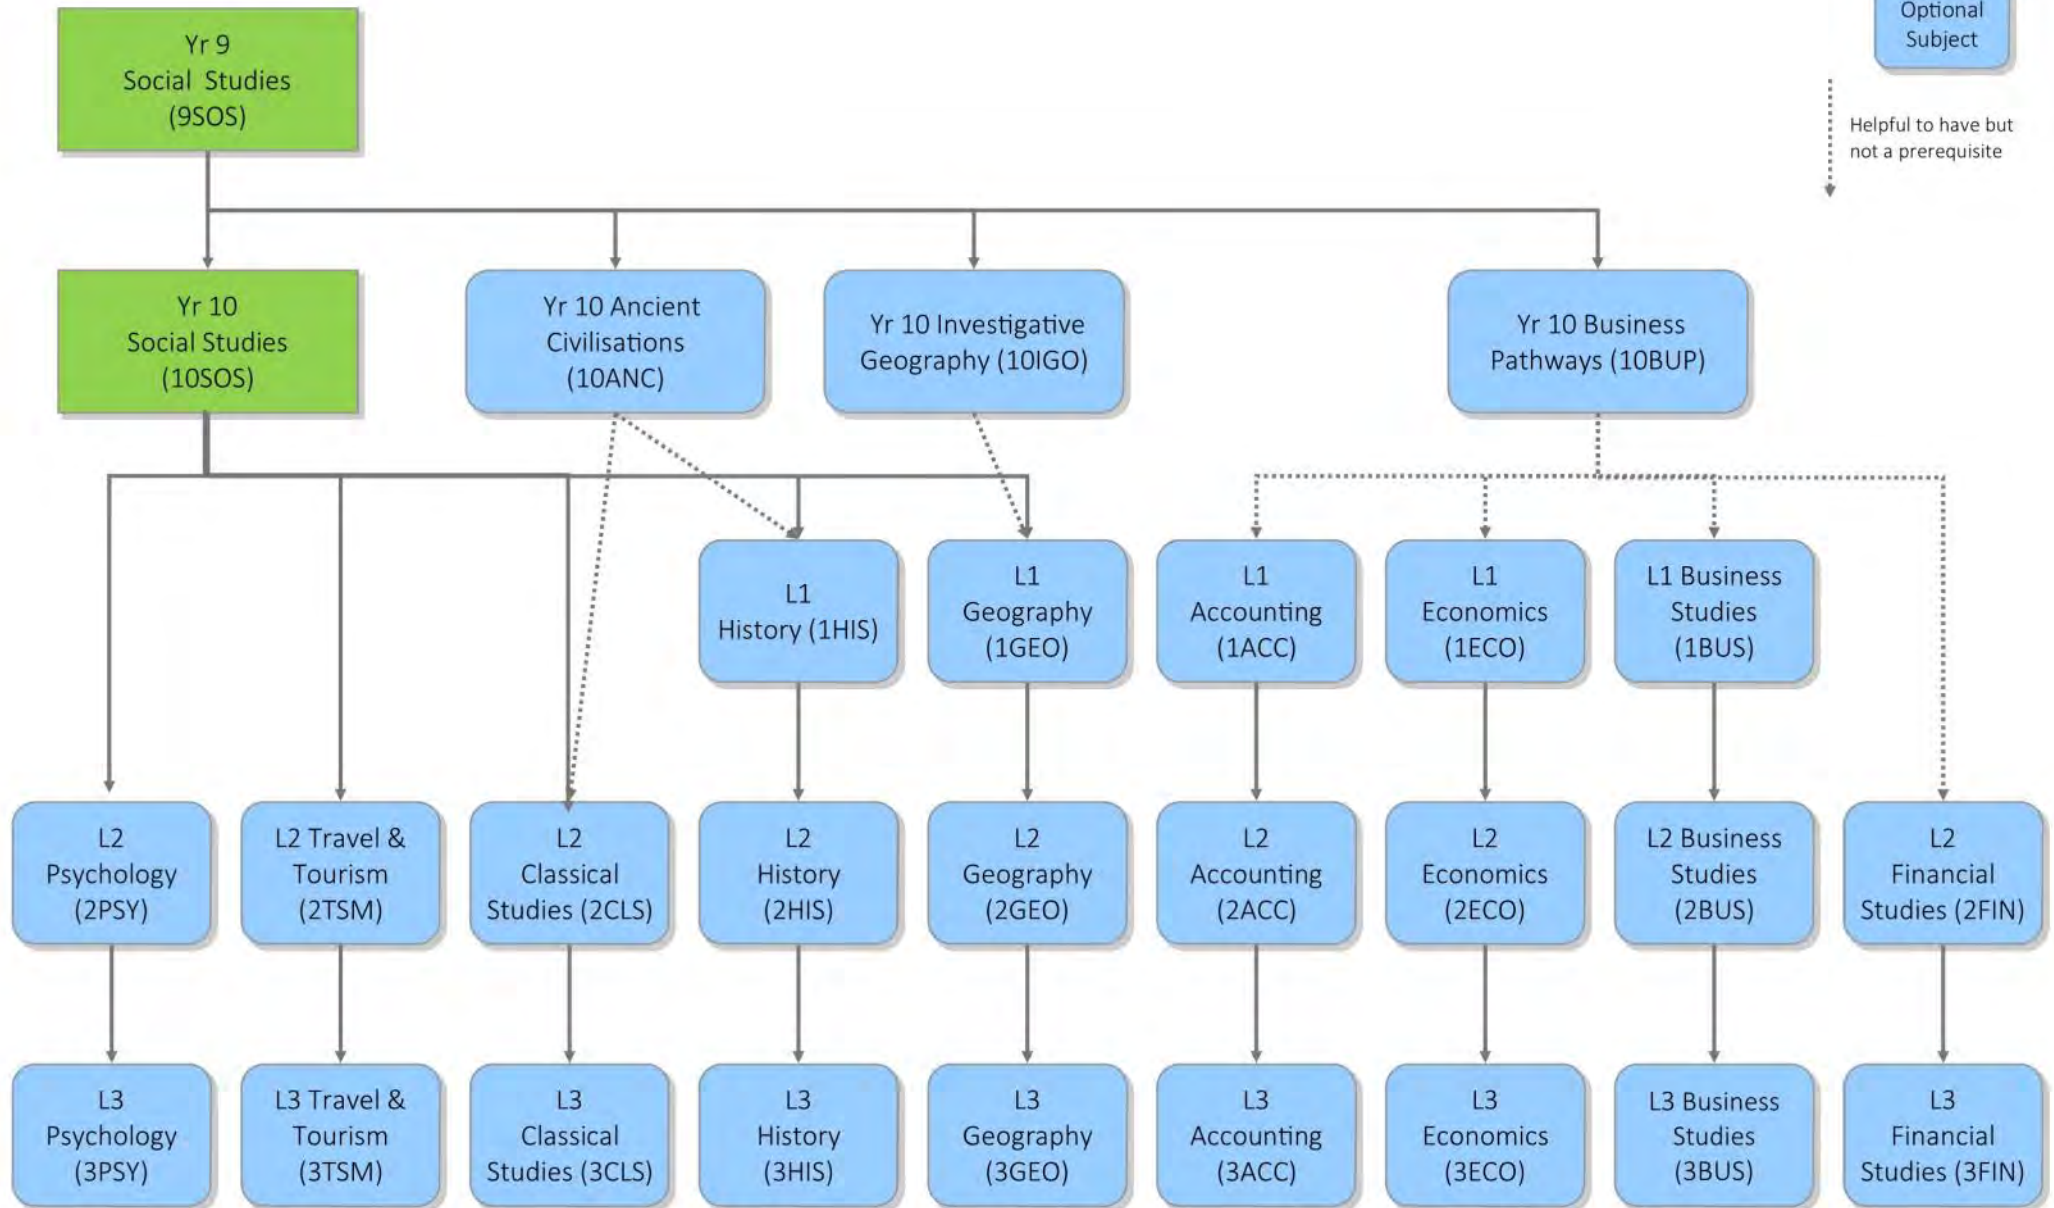 Optional
Subject
Helpful to have but
not a prerequisite
Yr 9
Social Studies
(9SOS)
Yr 10
Social Studies
(10SOS)
Yr 10 Ancient
Civilisations
(10ANC)
Yr 10 Investigative
Geography (10IGO)
Yr 10 Business
Pathways (10BUP)
L1
History (1HIS)
L1
Geography
(1GEO)
L1
Accounting
(1ACC)
L1
Economics
(1ECO)
L1 Business
Studies
(1BUS)
L2
Psychology
(2PSY)
L2 Travel &
Tourism
(2TSM)
L2
Classical
Studies (2CLS)
L2
History
(2HIS)
L2
Geography
(2GEO)
L2
Accounting
(2ACC)
L2
Economics
(2ECO)
L2 Business
Studies
(2BUS)
L2
Financial
Studies (2FIN)
L3
Psychology
(3PSY)
L3 Travel &
Tourism
(3TSM)
L3
Classical
Studies (3CLS)
L3
History
(3HIS)
L3
Geography
(3GEO)
L3
Accounting
(3ACC)
L3
Economics
(3ECO)
L3 Business
Studies
(3BUS)
L3
Financial
Studies (3FIN)